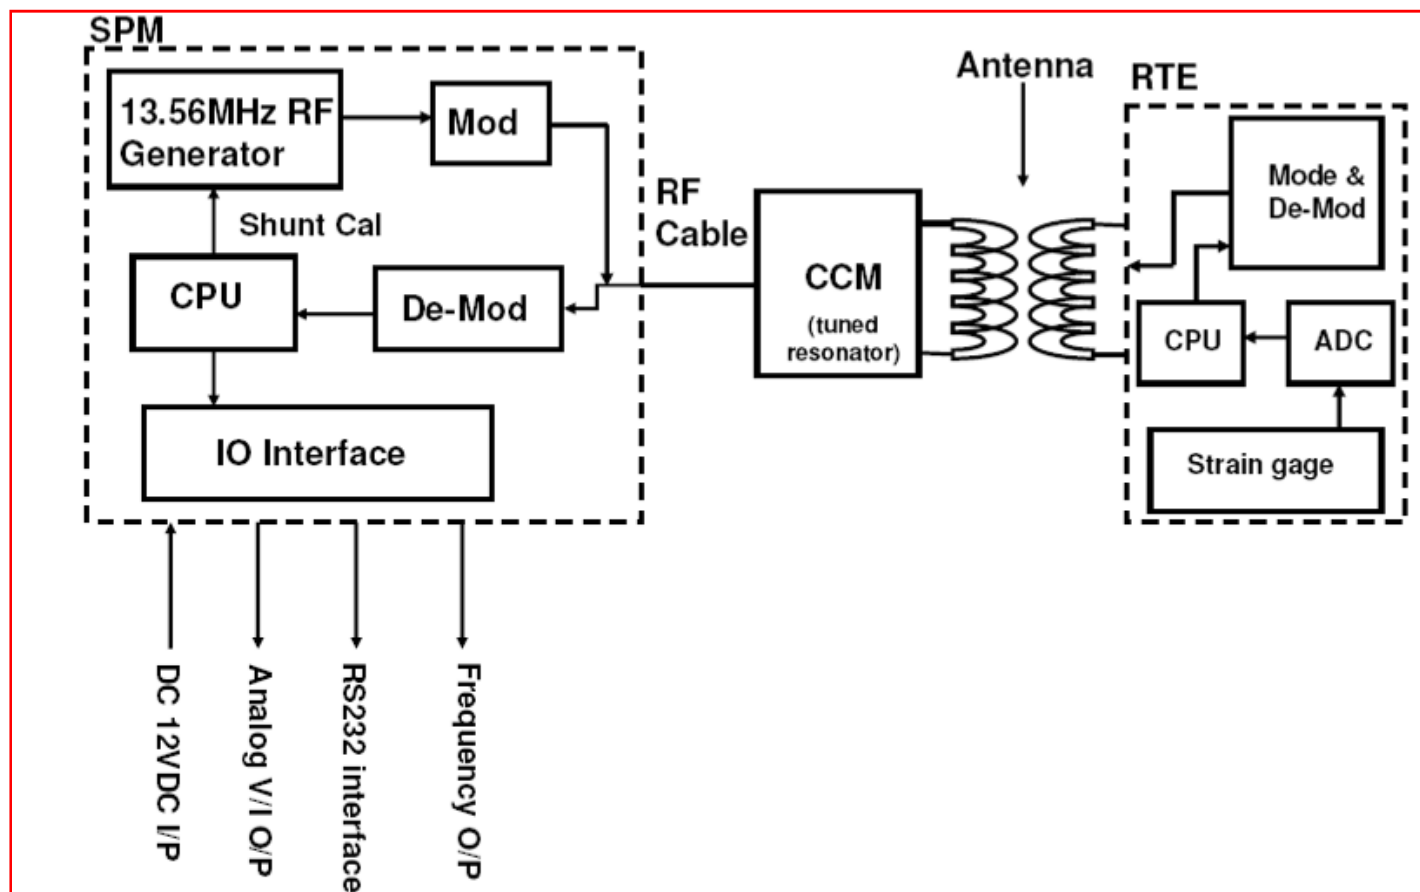 SPM
13.56MHz RF
Generator
Mod
Shunt Cal
CPU
De-Mod
IO Interface
DC 12VDC I/P
Analog V/I O/P
RS232 interface
Frequency O/P
RF
Cable
CCM
(tuned
resonator)
Antenna
RTE
Mode &
De-Mod
CPU
ADC
Strain gage